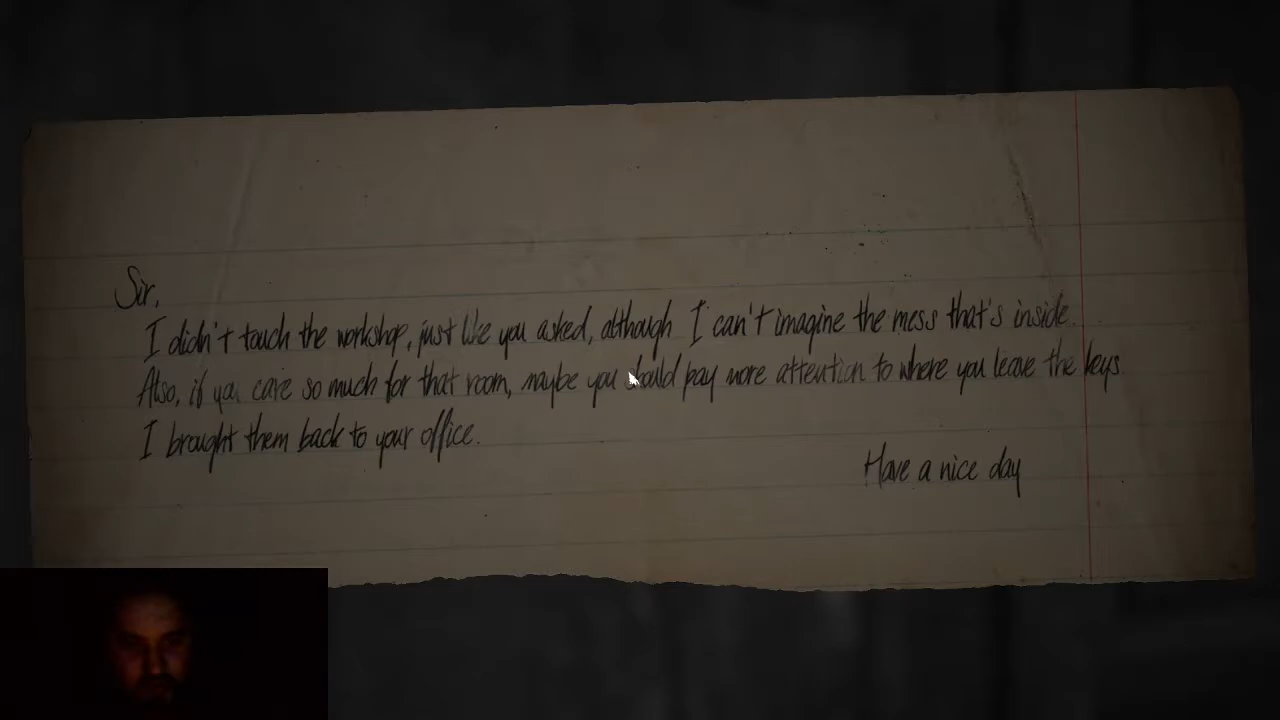 Sir,
I didn't touch the workshop, just like you asked, although I can't imagine the mess that's inside.
Also, if you care so much for that room, maybe you should pay more attention to where you leave the keys.
I brought them back to your office.
Have a nice day